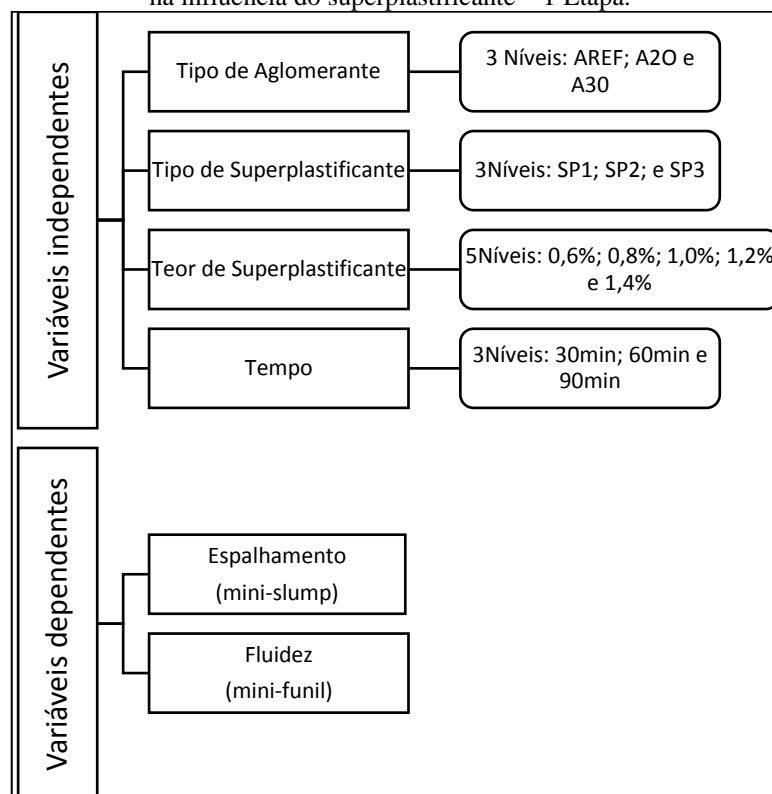 na influência do superplastificante – 1ª Etapa.
Variáveis independentes
Tipo de Aglomerante
3 Níveis: AREF; A2O e
A30
Tipo de Superplastificante
3Níveis: SP1; SP2; e SP3
Teor de Superplastificante
5Níveis: 0,6%; 0,8%; 1,0%; 1,2%
e 1,4%
Tempo
3Níveis: 30min; 60min e
90min
Variáveis dependentes
Espalhamento
(mini-slump)
Fluidez
(mini-funil)